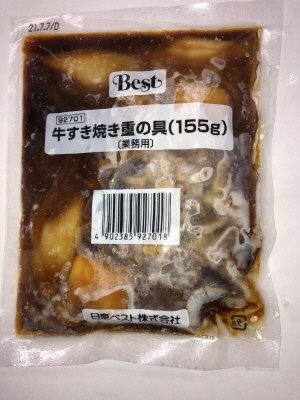 21.7.7/D
Best
92701
牛すき焼き重の具(155g)
〔業務用〕
4 902385 927018
日東ベスト株式会社